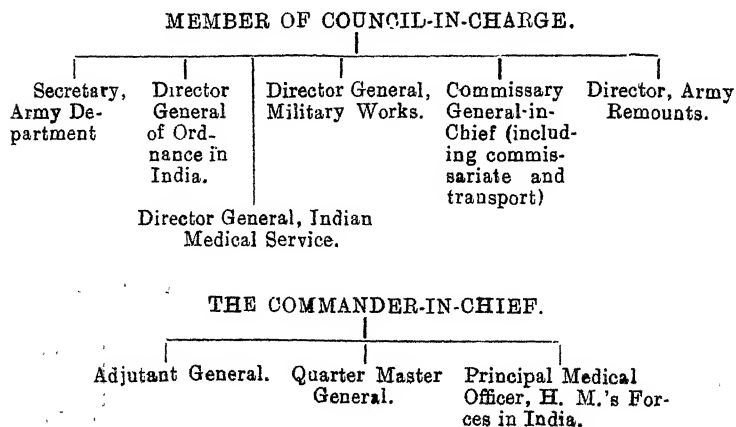 MEMBER OF COUNCIL-IN-CHARGE.
Secretary,
Army De-
partment
Director
General
of Ord-
nance in
India.
Director General,
Military Works.
Commissary
General-in-
Chief (includ-
ing commis-
sariate and
transport)
Director, Army
Remounts.
Director General, Indian
Medical Service.
THE COMMANDER-IN-CHIEF.
Adjutant General.
Quarter Master
General.
Principal Medical
Officer, H. M.'s For-
ces in India.